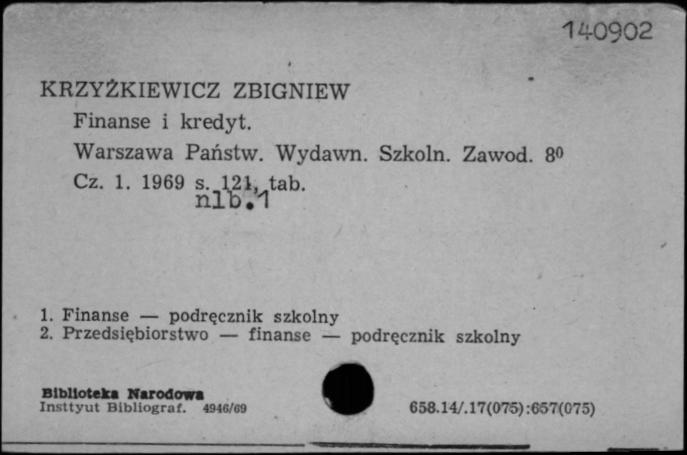 140902
KRZYŻKIEWICZ ZBIGNIEW
Finanse i kredyt.
Warszawa Państw. Wydawn. Szkoln. Zawod. 8⁰
Cz. 1. 1969 s. 121, tab.
nlb.1
1. Finanse — podręcznik szkolny
2. Przedsiębiorstwo — finanse — podręcznik szkolny
Biblioteka Narodowa
Insttyut Bibliograf. 4946/69
658.14/.17(075):657(075)